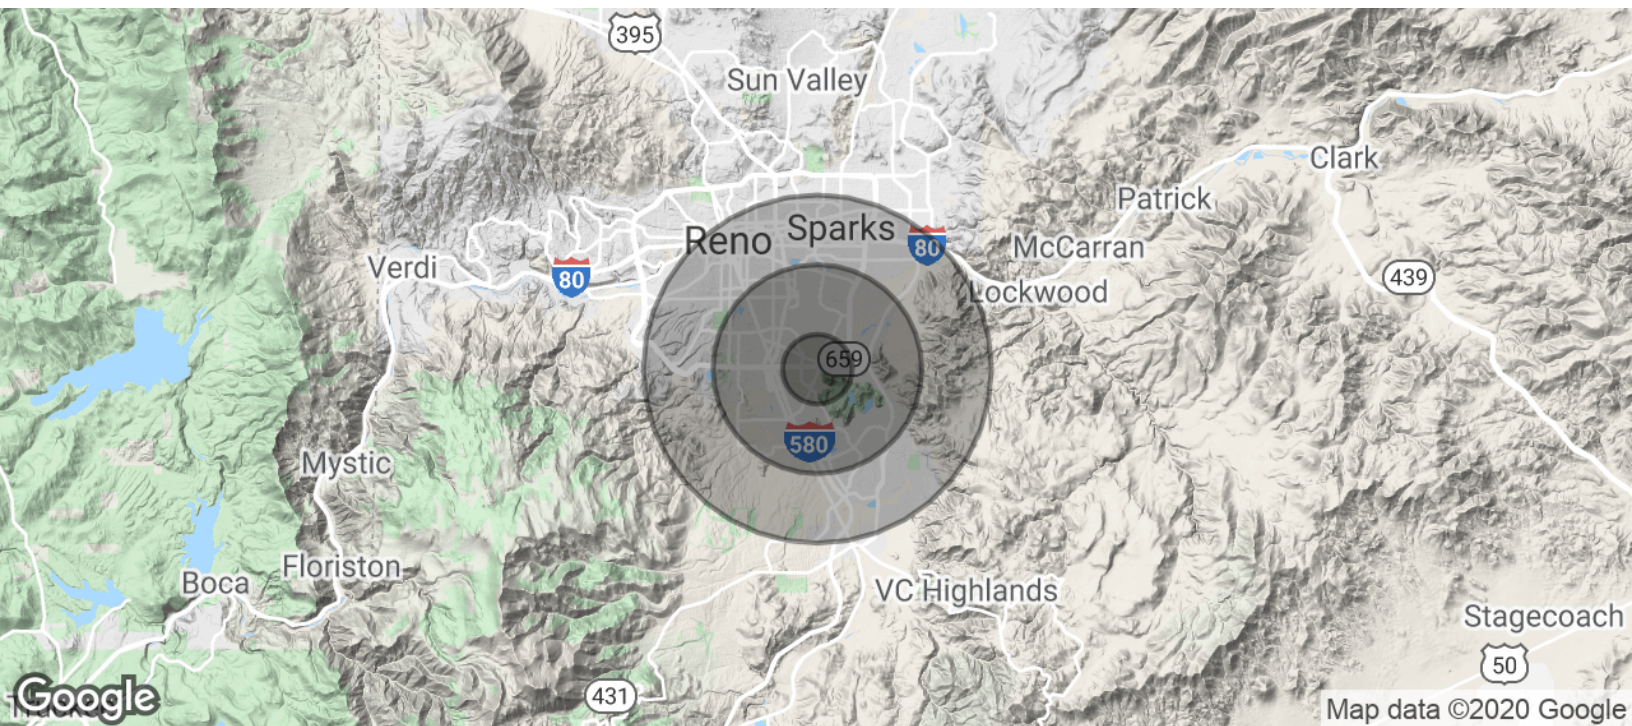 395
Sun Valley
Clark
Patrick
Sparks
Reno
80
McCarran
Verdi
80
439
Lockwood
659
580
Mystic
Floriston
Boca
VC Highlands
Stagecoach
50
431
Google
Map data ©2020 Google